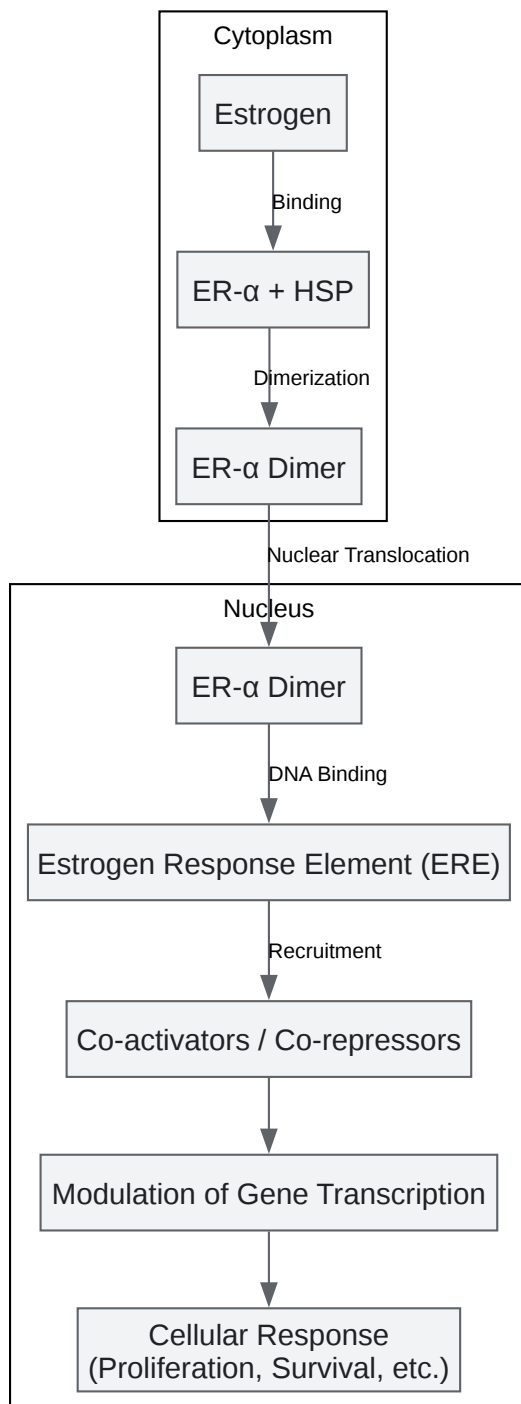 Cytoplasm
Estrogen
Binding
ER-α + HSP
Dimerization
ER-α Dimer
Nuclear Translocation
Nucleus
ER-α Dimer
DNA Binding
Estrogen Response Element (ERE)
Recruitment
Co-activators / Co-repressors
Modulation of Gene Transcription
Cellular Response
(Proliferation, Survival, etc.)